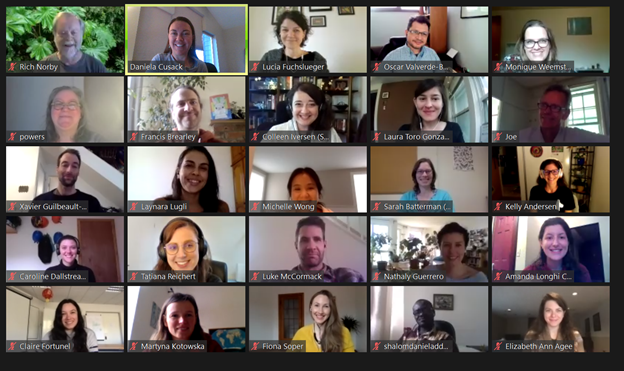 Rich Norby
Daniela Cusack
Lucia Fuchslueger
Oscar Valverde-B...
Monique Weemst...
powers
Francis Brearley
Colleen Iversen (S...
Laura Toro Gonza...
Joe
Xavier Guilbeault-...
Laynara Lugli
Michelle Wong
Sarah Batterman (...
Kelly Andersen
Caroline Dallstrea...
Tatiana Reichert
Luke McCormack
Nathaly Guerrero
Amanda Longhi C...
Claire Fortunel
Martyna Kotowska
Fiona Soper
shalomdanieladd...
Elizabeth Ann Agee